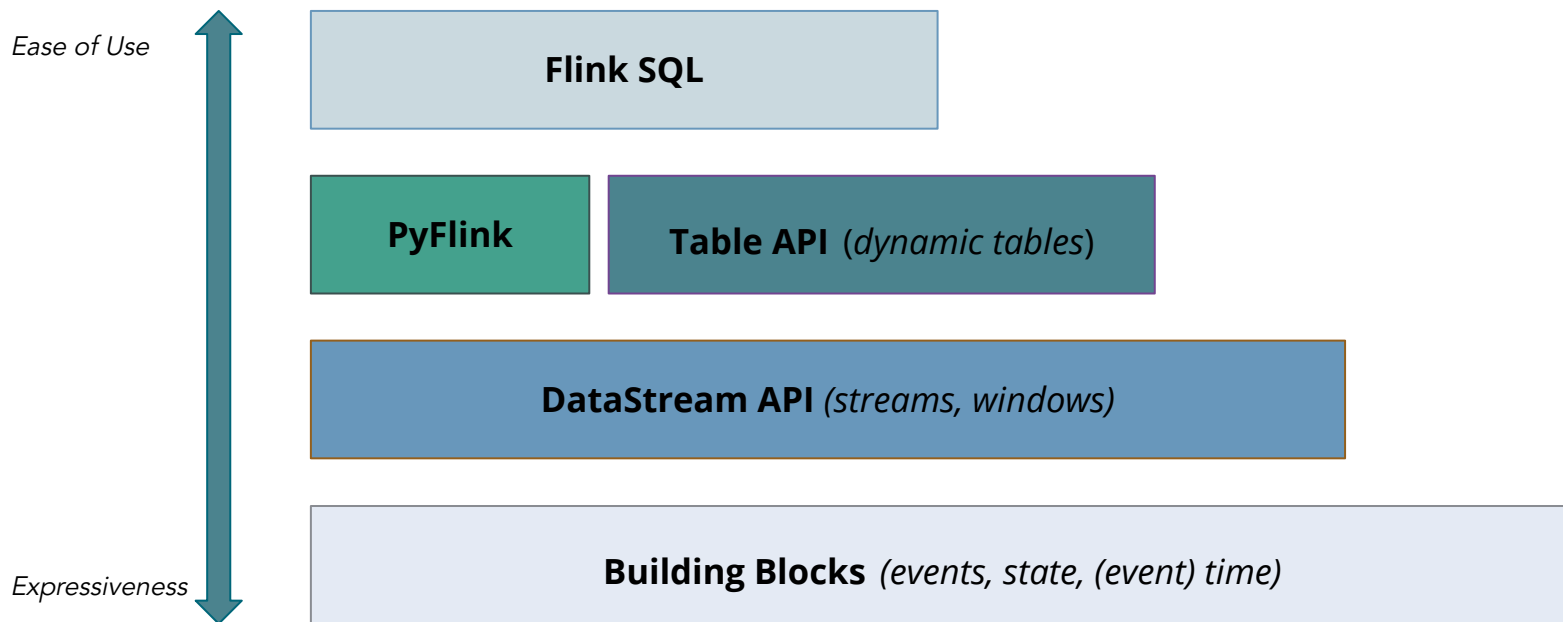 Ease of Use
Flink SQL
PyFlink
Table API (dynamic tables)
DataStream API (streams, windows)
Building Blocks (events, state, (event) time)
Expressiveness